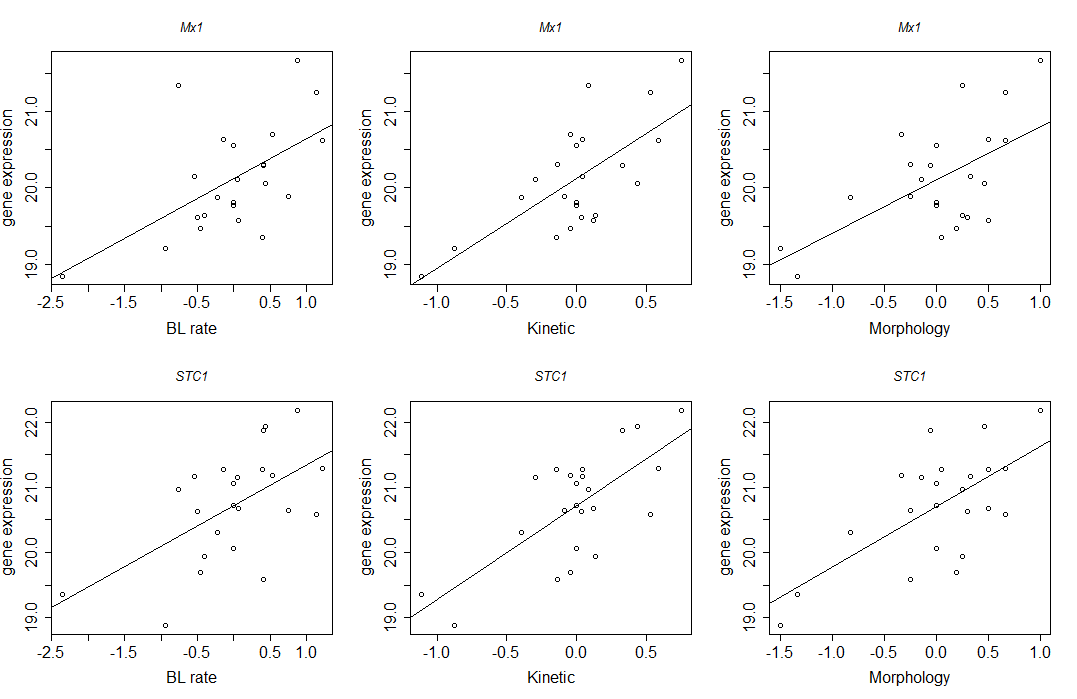 Mx1
Mx1
Mx1
gene expression
19.0 20.0 21.0
-2.5 -1.5 -0.5 0.5 1.0
BL rate
gene expression
19.0 20.0 21.0
-1.0 -0.5 0.0 0.5
Kinetic
gene expression
19.0 20.0 21.0
-1.5 -1.0 -0.5 0.0 0.5 1.0
Morphology
STC1
STC1
STC1
gene expression
19.0 20.0 21.0 22.0
-2.5 -1.5 -0.5 0.5 1.0
BL rate
gene expression
19.0 20.0 21.0 22.0
-1.0 -0.5 0.0 0.5
Kinetic
gene expression
19.0 20.0 21.0 22.0
-1.5 -1.0 -0.5 0.0 0.5 1.0
Morphology